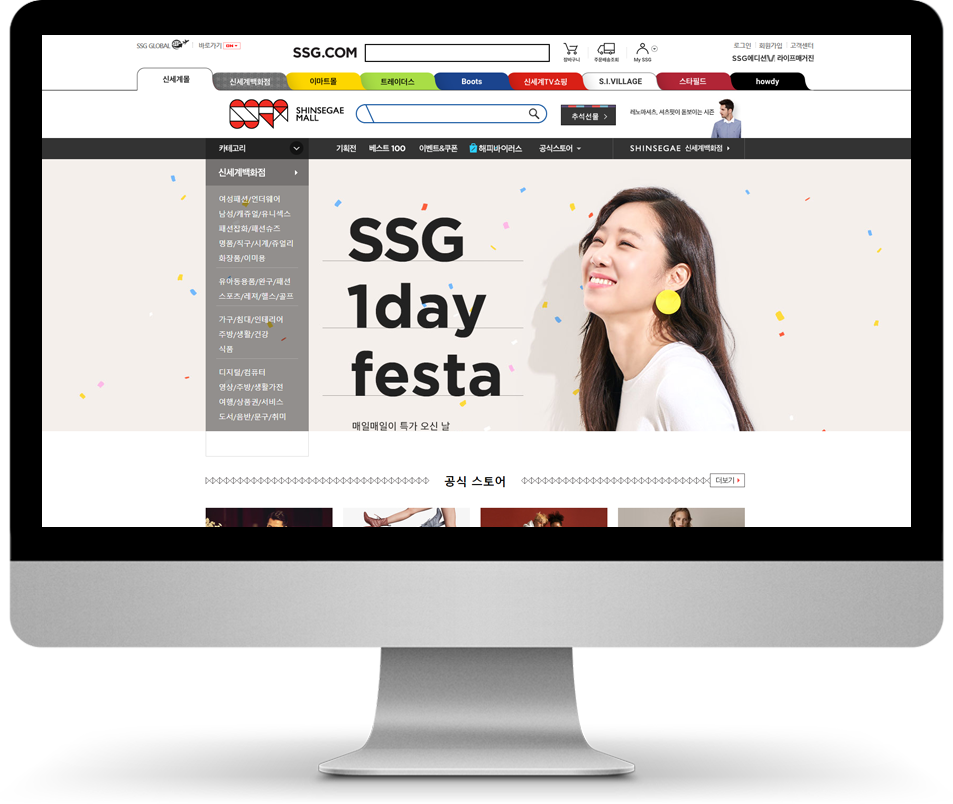 SSG GLOBAL
바로가기 ON
SSG.COM
장바구니
주문배송조회
My SSG
로그인 회원가입 고객센터
SSG에디션 W 라이프매거진
신세계몰
신세계백화점
이마트몰
트레이더스
Boots
신세계TV쇼핑
S.I.VILLAGE
스타필드
howdy
SHINSEGAE
MALL
추석선물 >
레노마셔츠, 셔츠핏이 돋보이는 시즌
카테고리
기획전
베스트 100
이벤트&쿠폰
해피바이러스
공식스토어
SHINSEGAE 신세계백화점
신세계백화점
여성패션/언더웨어
남성/캐쥬얼/유니섹스
패션잡화/패션슈즈
명품/직구/시계/쥬얼리
화장품/이미용
유아동용품/완구/패션
스포츠/레져/헬스/골프
가구/침대/인테리어
주방/생활/건강
식품
디지털/컴퓨터
영상/주방/생활가전
여행/상품권/서비스
도서/음반/문구/취미
SSG
1day
festa
매일매일이 특가 오신 날
공식 스토어
더보기